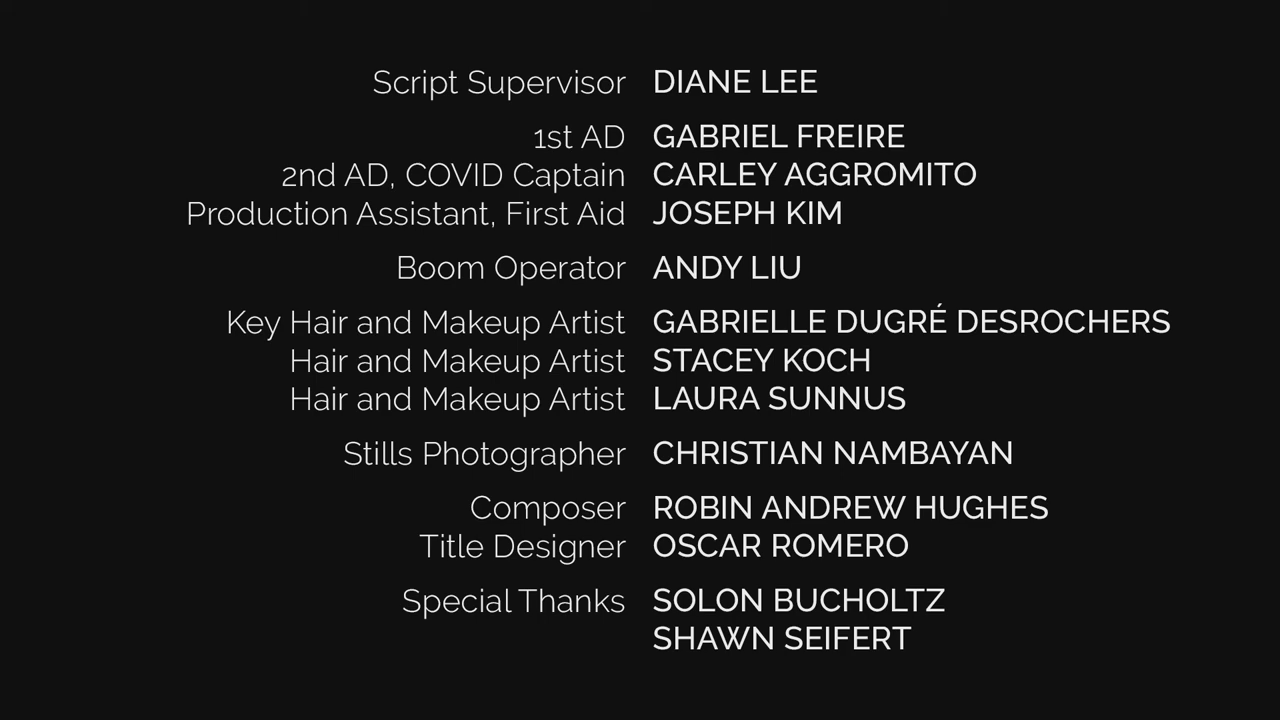 Script Supervisor DIANE LEE
1st AD GABRIEL FREIRE
2nd AD, COVID Captain CARLEY AGGROMITO
Production Assistant, First Aid JOSEPH KIM
Boom Operator ANDY LIU
Key Hair and Makeup Artist GABRIELLE DUGRÉ DESROCHERS
Hair and Makeup Artist STACEY KOCH
Hair and Makeup Artist LAURA SUNNUS
Stills Photographer CHRISTIAN NAMBAYAN
Composer ROBIN ANDREW HUGHES
Title Designer OSCAR ROMERO
Special Thanks SOLON BUCHOLTZ
SHAWN SEIFERT